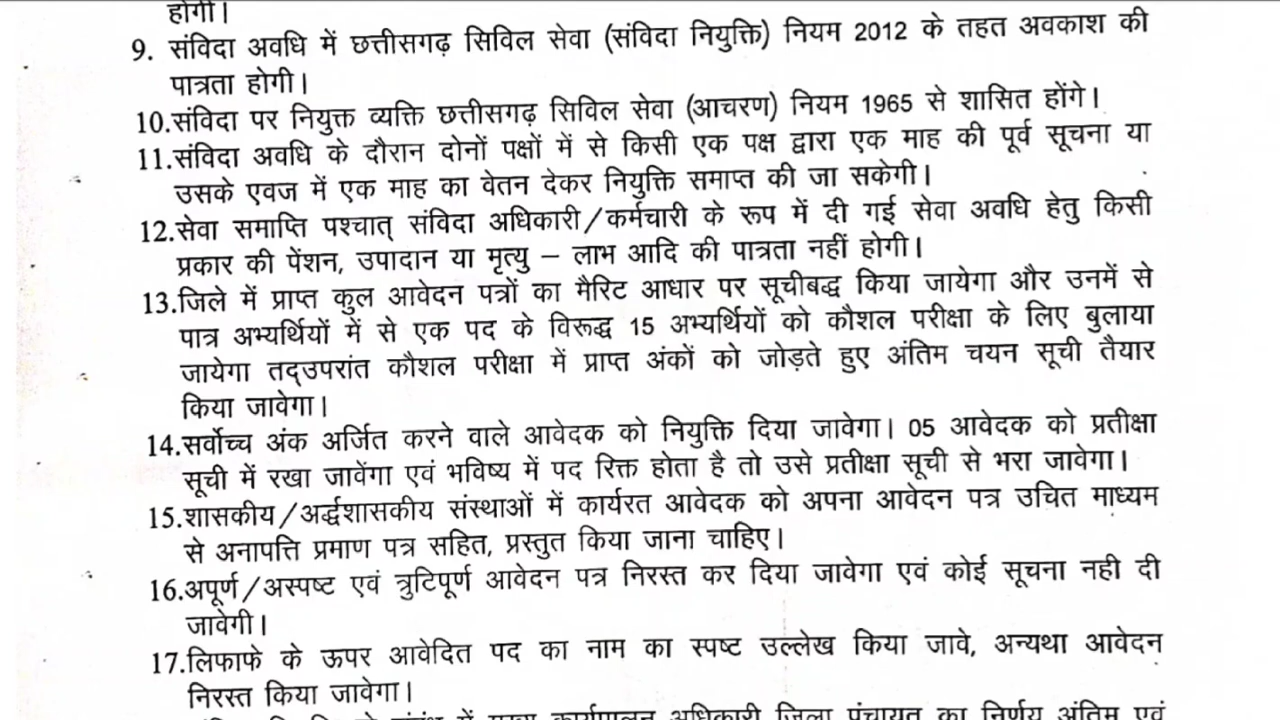 होगी।
9. संविदा अवधि में छत्तीसगढ़ सिविल सेवा (संविदा नियुक्ति) नियम 2012 के तहत अवकाश की
पात्रता होगी।
10.संविदा पर नियुक्त व्यक्ति छत्तीसगढ़ सिविल सेवा (आचरण) नियम 1965 से शासित होंगे।
11.संविदा अवधि के दौरान दोनों पक्षों में से किसी एक पक्ष द्वारा एक माह की पूर्व सूचना या
उसके एवज में एक माह का वेतन देकर नियुक्ति समाप्त की जा सकेगी।
12.सेवा समाप्ति पश्चात् संविदा अधिकारी/कर्मचारी के रूप में दी गई सेवा अवधि हेतु किसी
प्रकार की पेंशन, उपादान या मृत्यु – लाभ आदि की पात्रता नहीं होगी।
13.जिले में प्राप्त कुल आवेदन पत्रों का मैरिट आधार पर सूचीबद्ध किया जायेगा और उनमें से
पात्र अभ्यर्थियों में से एक पद के विरूद्ध 15 अभ्यर्थियों को कौशल परीक्षा के लिए बुलाया
जायेगा तद्उपरांत कौशल परीक्षा में प्राप्त अंकों को जोड़ते हुए अंतिम चयन सूची तैयार
किया जावेगा।
14.सर्वोच्च अंक अर्जित करने वाले आवेदक को नियुक्ति दिया जावेगा। 05 आवेदक को प्रतीक्षा
सूची में रखा जावेंगा एवं भविष्य में पद रिक्त होता है तो उसे प्रतीक्षा सूची से भरा जावेगा।
15.शासकीय/अर्द्धशासकीय संस्थाओं में कार्यरत आवेदक को अपना आवेदन पत्र उचित माध्यम
से अनापत्ति प्रमाण पत्र सहित, प्रस्तुत किया जाना चाहिए।
16.अपूर्ण/अस्पष्ट एवं त्रुटिपूर्ण आवेदन पत्र निरस्त कर दिया जावेगा एवं कोई सूचना नही दी
जावेगी।
17.लिफाफे के ऊपर आवेदित पद का नाम का स्पष्ट उल्लेख किया जावे, अन्यथा आवेदन
निरस्त किया जावेगा।
में मुख्य कार्यपालन अधिकारी जिला पंचायत का निर्णय अंतिम एवं